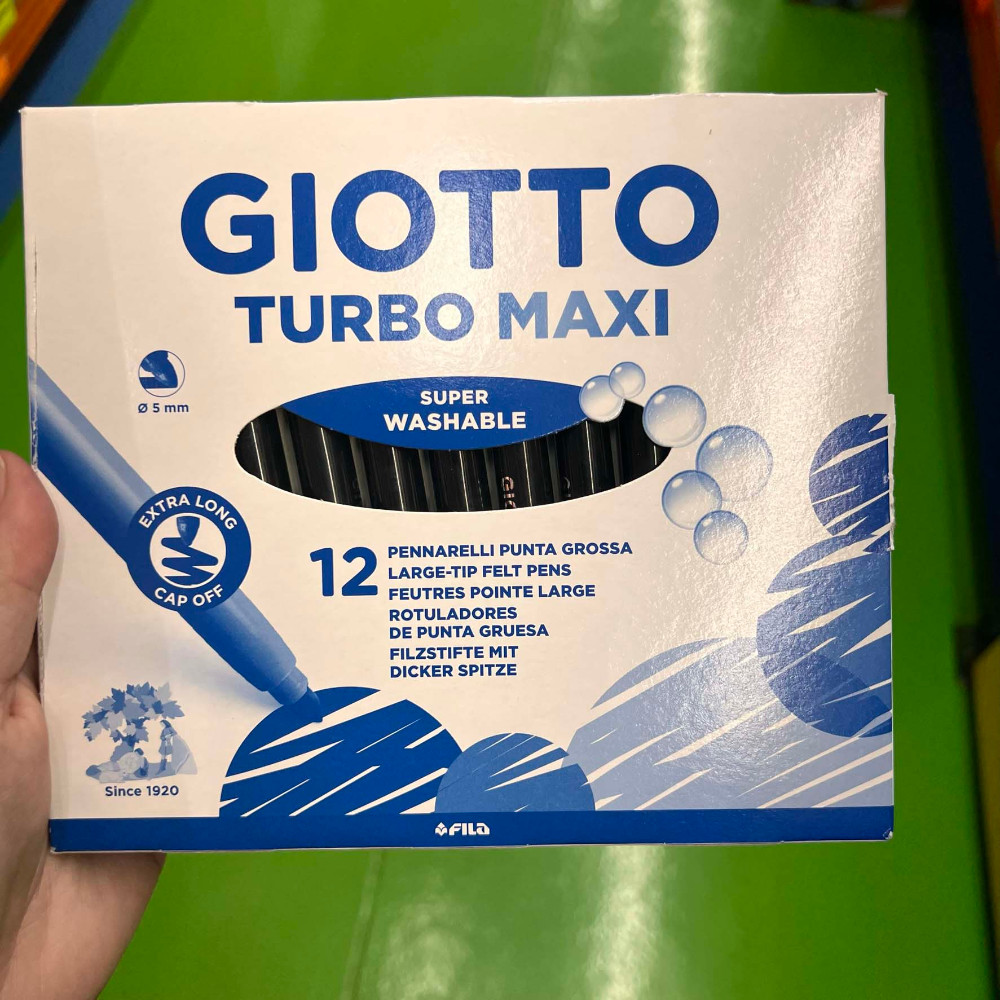 GIOTTO
TURBO MAXI
Ø 5 mm
SUPER
WASHABLE
EXTRA LONG
CAP OFF
12
PENNARELLI PUNTA GROSSA
LARGE-TIP FELT PENS
FEUTRES POINTE LARGE
ROTULADORES
DE PUNTA GRUESA
FILZSTIFTE MIT
DICKER SPITZE
Since 1920
FILA